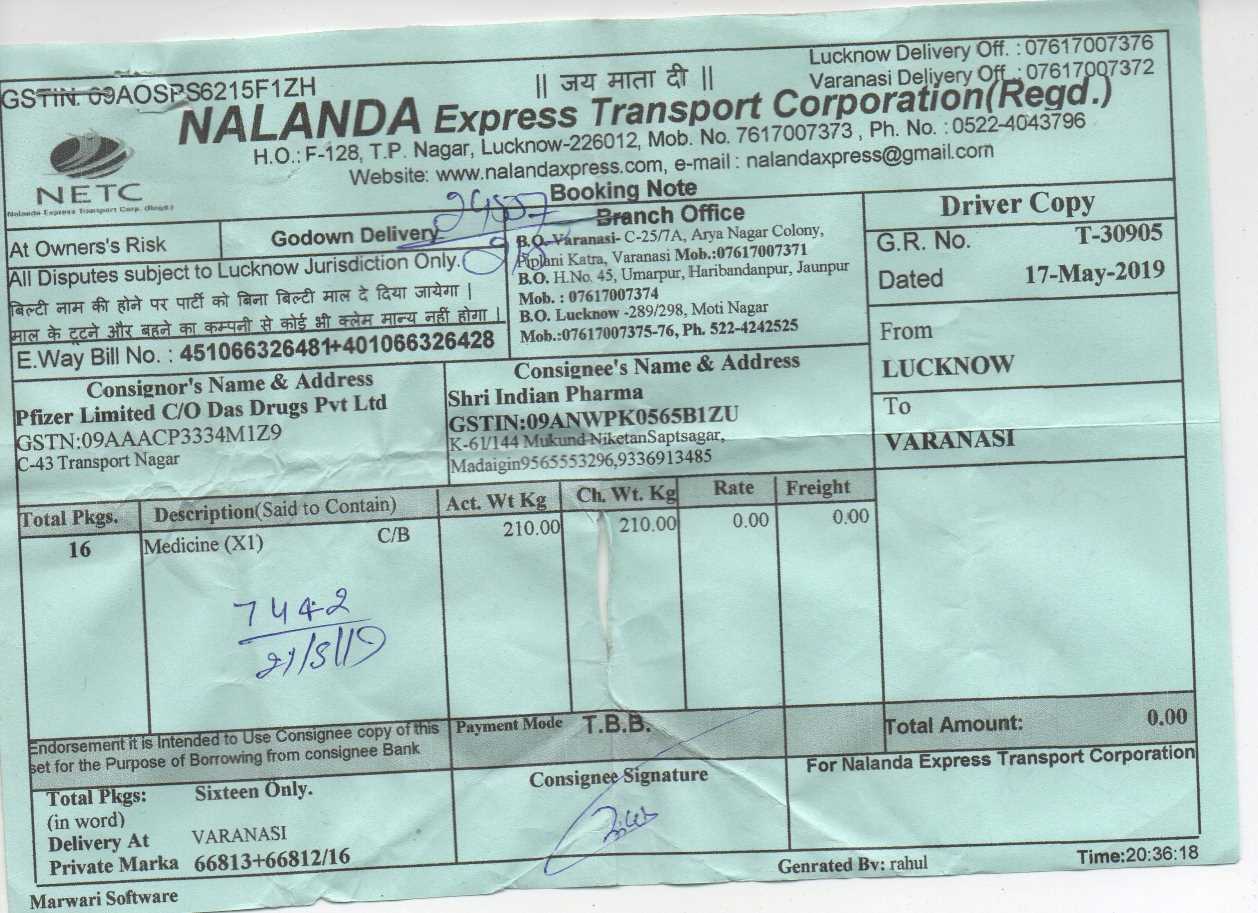 GSTIN: 09AOSPS6215F1ZH
|| जय माता दी ||
Lucknow Delivery Off. : 07617007376
Varanasi Delivery Off. : 07617007372
NALANDA Express Transport Corporation(Regd.)
H.O.: F-128, T.P. Nagar, Lucknow-226012, Mob. No. 7617007373 , Ph. No. : 0522-4043796
Website: www.nalandaxpress.com, e-mail : nalandaxpress@gmail.com
NETC
Nalanda Express Transport Corp. (Regd.)
Booking Note
At Owners's Risk
Godown Delivery
All Disputes subject to Lucknow Jurisdiction Only.
बिल्टी नाम की होने पर पार्टी को बिना बिल्टी माल दे दिया जायेगा |
माल के टूटने और बहने का कम्पनी से कोई भी क्लेम मान्य नहीं होगा |
E.Way Bill No. : 451066326481+401066326428
Branch Office
B.O. Varanasi- C-25/7A, Arya Nagar Colony,
Piplani Katra, Varanasi Mob.:07617007371
B.O. H.No. 45, Umarpur, Haribandanpur, Jaunpur
Mob. : 07617007374
B.O. Lucknow -289/298, Moti Nagar
Mob.:07617007375-76, Ph. 522-4242525
Driver Copy
G.R. No. T-30905
Dated 17-May-2019
From
LUCKNOW
To
VARANASI
Consignor's Name & Address
Pfizer Limited C/O Das Drugs Pvt Ltd
GSTN:09AAACP3334M1Z9
C-43 Transport Nagar
Consignee's Name & Address
Shri Indian Pharma
GSTIN:09ANWPK0565B1ZU
K-61/144 Mukund NiketanSaptsagar,
Madaigin9565553296,9336913485
Total Pkgs. Description(Said to Contain) Act. Wt Kg Ch. Wt. Kg Rate Freight
16 Medicine (X1) C/B 210.00 210.00 0.00 0.00
7442
21/5/19
Endorsement it is Intended to Use Consignee copy of this
set for the Purpose of Borrowing from consignee Bank
Payment Mode T.B.B.
Total Amount: 0.00
Total Pkgs: Sixteen Only.
(in word)
Delivery At VARANASI
Private Marka 66813+66812/16
Consignee Signature
For Nalanda Express Transport Corporation
Genrated By: rahul
Time:20:36:18
Marwari Software